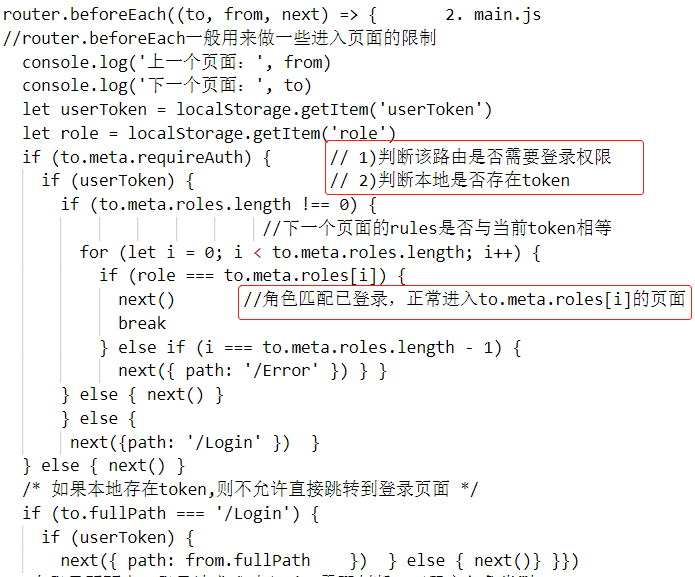 router.beforeEach((to, from, next) => { 2. main.js
//router.beforeEach一般用来做一些进入页面的限制
console.log('上一个页面：', from)
console.log('下一个页面：', to)
let userToken = localStorage.getItem('userToken')
let role = localStorage.getItem('role')
if (to.meta.requireAuth) { // 1)判断该路由是否需要登录权限
if (userToken) { // 2)判断本地是否存在token
if (to.meta.roles.length !== 0) {
//下一个页面的rules是否与当前token相等
for (let i = 0; i < to.meta.roles.length; i++) {
if (role === to.meta.roles[i]) {
next() //角色匹配已登录，正常进入to.meta.roles[i]的页面
break
} else if (i === to.meta.roles.length - 1) {
next({ path: '/Error' }) } }
} else { next() }
} else {
next({path: '/Login' }) }
} else { next() }
/* 如果本地存在token,则不允许直接跳转到登录页面 */
if (to.fullPath === '/Login') {
if (userToken) {
next({ path: from.fullPath }) } else { next()} }})